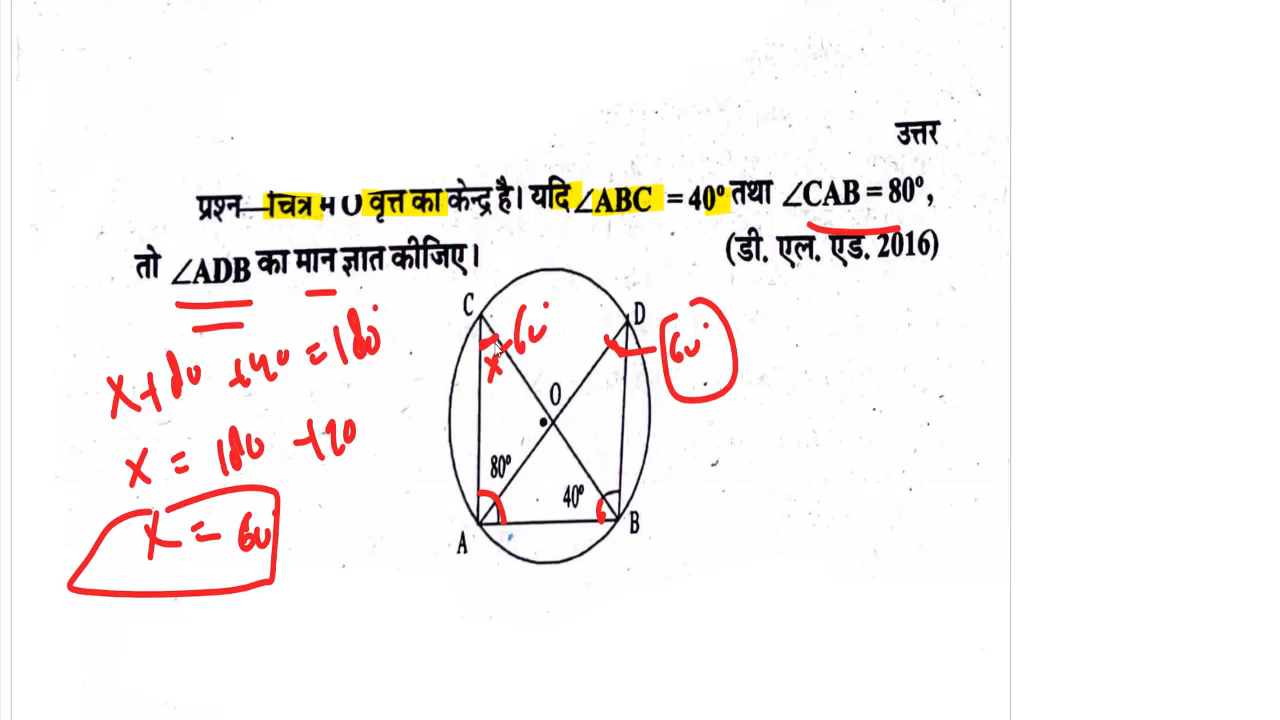 उत्तर
प्रश्न—चित्र में O वृत्त का केन्द्र है। यदि ∠ABC = 40° तथा ∠CAB = 80°,
तो ∠ADB का मान ज्ञात कीजिए।
(डी. एल. एड. 2016)
C
D
O
80°
40°
A
B
x 60°
60°
x + 80 + 40 = 180°
x = 180 - 120
x = 60°